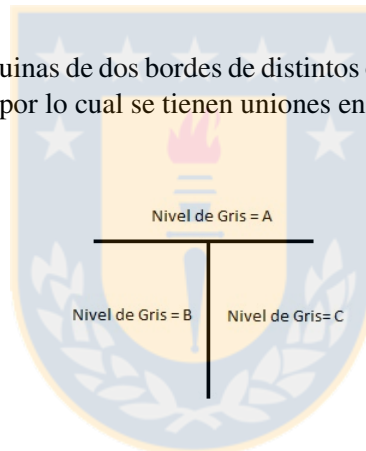 uinas de dos bordes de distintos
por lo cual se tienen uniones en
Nivel de Gris = A
Nivel de Gris = B
Nivel de Gris= C